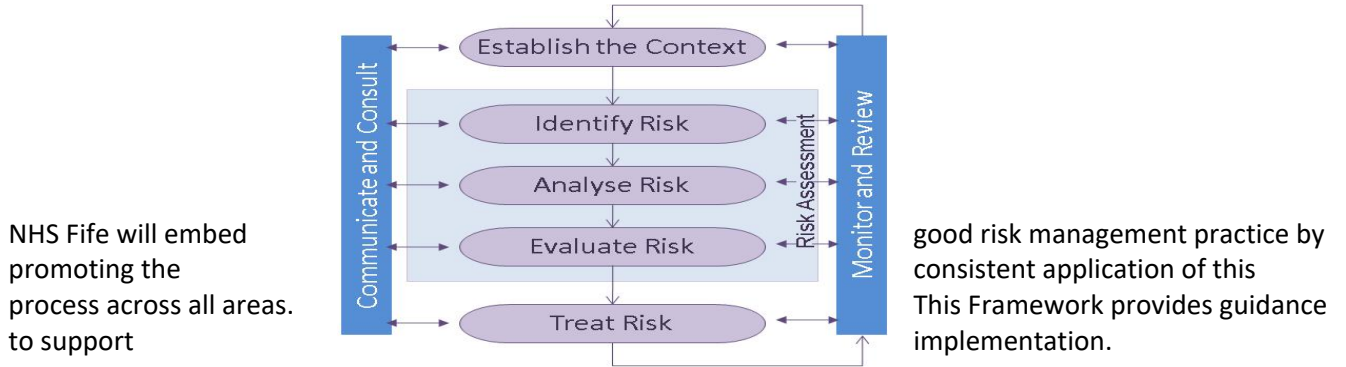 Establish the Context
Communicate and Consult
Identify Risk
Analyse Risk
Evaluate Risk
Risk Assessment
Monitor and Review
Treat Risk
NHS Fife will embed good risk management practice by
promoting the consistent application of this
process across all areas. This Framework provides guidance
to support implementation.